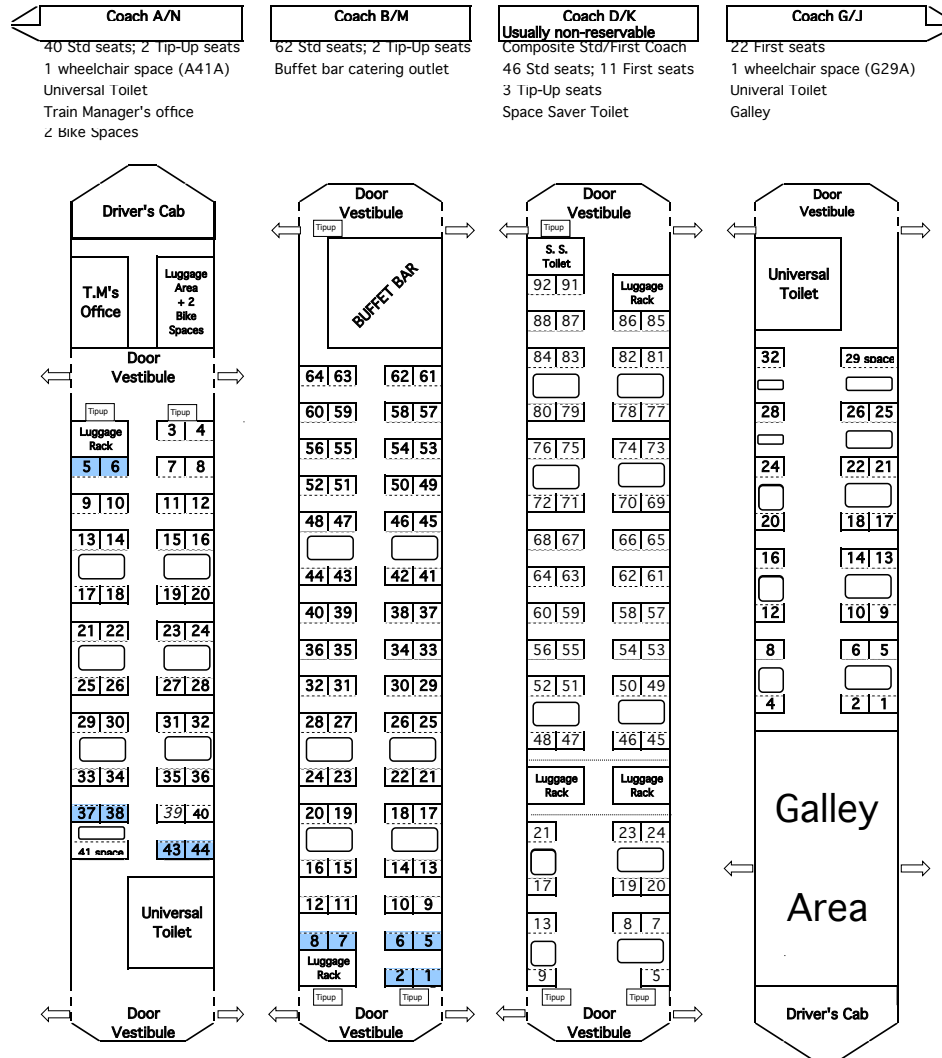 Coach A/N
40 Std seats; 2 Tip-Up seats
1 wheelchair space (A41A)
Universal Toilet
Train Manager's office
2 Bike Spaces
Coach B/M
62 Std seats; 2 Tip-Up seats
Buffet bar catering outlet
Coach D/K
Usually non-reservable
Composite Std/First Coach
46 Std seats; 11 First seats
3 Tip-Up seats
Space Saver Toilet
Coach G/J
22 First seats
1 wheelchair space (G29A)
Univeral Toilet
Galley
Driver's Cab
T.M's
Office
Luggage
Area
+ 2
Bike
Spaces
Door
Vestibule
Tipup Tipup
Luggage
Rack
3 4
5 6 7 8
9 10 11 12
13 14 15 16
17 18 19 20
21 22 23 24
25 26 27 28
29 30 31 32
33 34 35 36
37 38 39 40
41 space 43 44
Universal
Toilet
Door
Vestibule
Door
Vestibule
Tipup
BUFFET BAR
64 63 62 61
60 59 58 57
56 55 54 53
52 51 50 49
48 47 46 45
44 43 42 41
40 39 38 37
36 35 34 33
32 31 30 29
28 27 26 25
24 23 22 21
20 19 18 17
16 15 14 13
12 11 10 9
8 7 6 5
Luggage
Rack
2 1
Tipup Tipup
Door
Vestibule
Door
Vestibule
Tipup
S. S.
Toilet
92 91
Luggage
Rack
88 87 86 85
84 83 82 81
80 79 78 77
76 75 74 73
72 71 70 69
68 67 66 65
64 63 62 61
60 59 58 57
56 55 54 53
52 51 50 49
48 47 46 45
Luggage
Rack
Luggage
Rack
21 23 24
17 19 20
13 8 7
9 5
Tipup Tipup
Door
Vestibule
Door
Vestibule
Universal
Toilet
32 29 space
28 26 25
24 22 21
20 18 17
16 14 13
12 10 9
8 6 5
4 2 1
Galley
Area
Driver's Cab